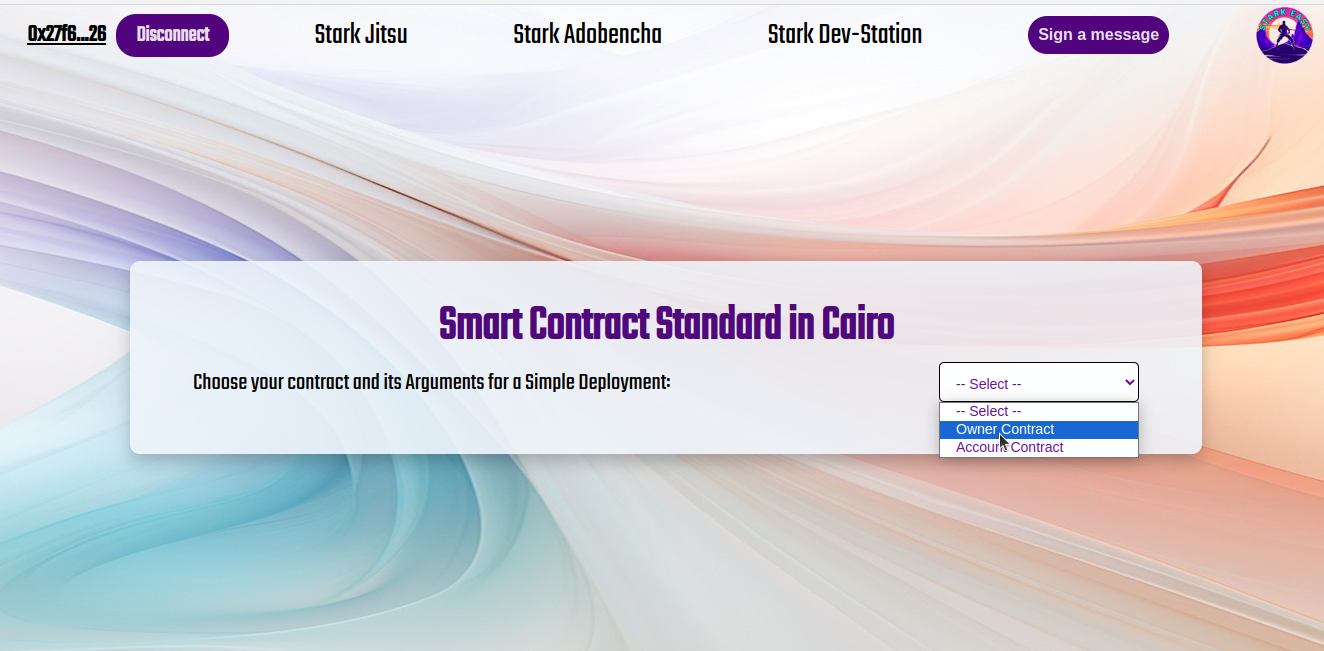 0x27f6...26 Disconnect Stark Jitsu Stark Adobencha Stark Dev-Station Sign a message
STARK EASY
Smart Contract Standard in Cairo
Choose your contract and its Arguments for a Simple Deployment:
-- Select --
-- Select --
Owner Contract
Account Contract